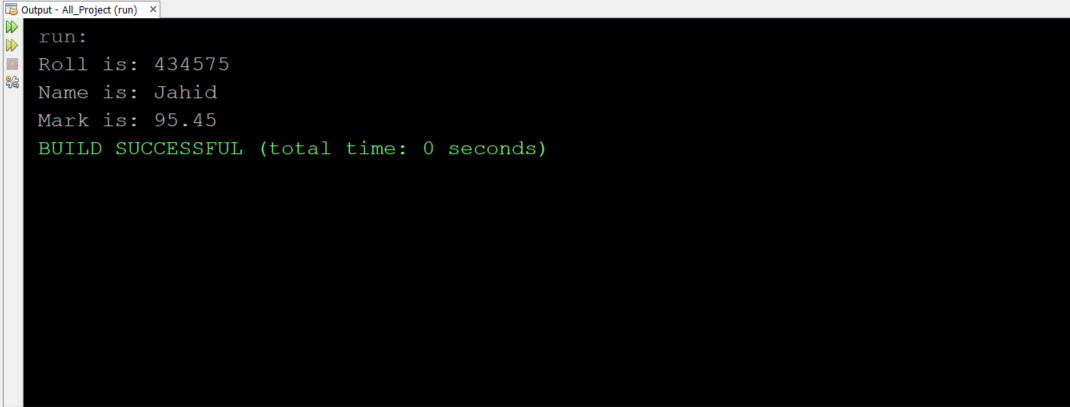 Output - All_Project (run)
run:
Roll is: 434575
Name is: Jahid
Mark is: 95.45
BUILD SUCCESSFUL (total time: 0 seconds)